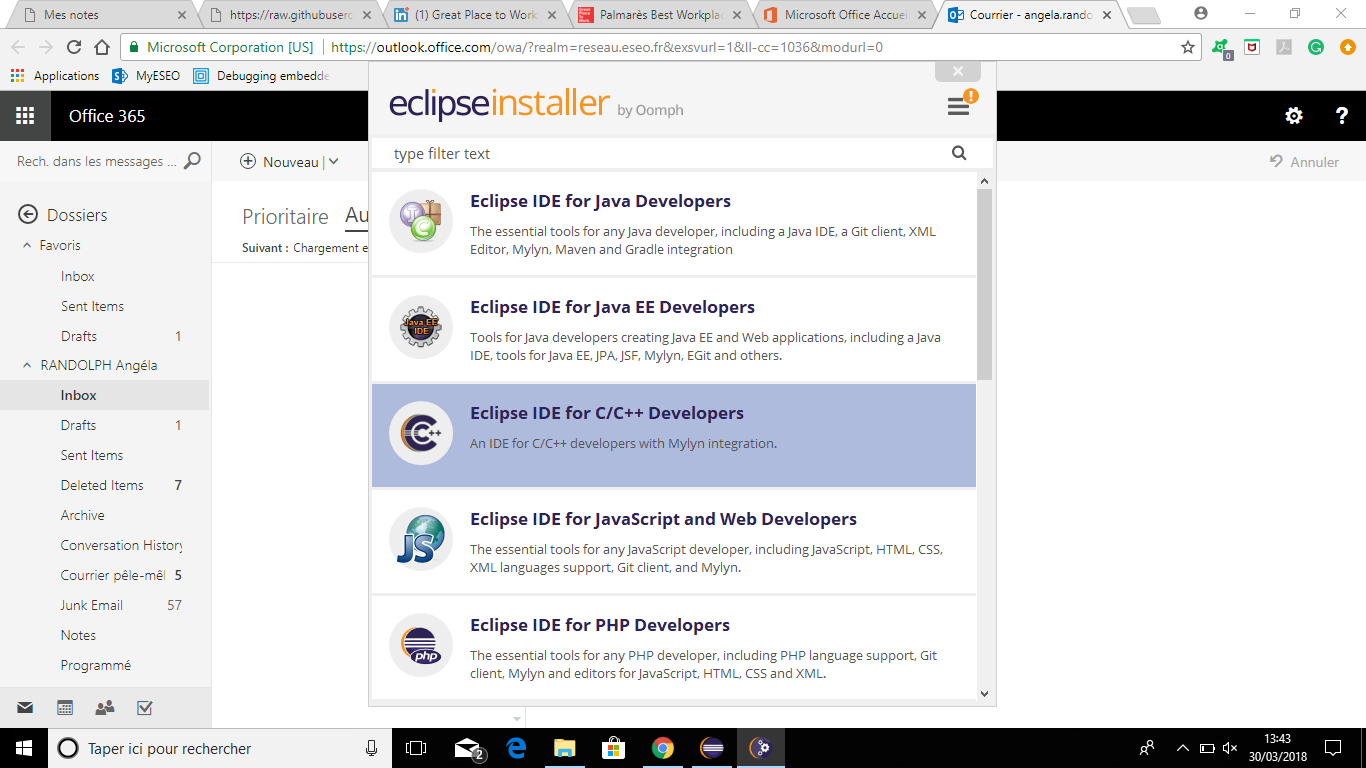 Mes notes
https://raw.githubuserc
(1) Great Place to Work
Palmarès Best Workplac
Microsoft Office Accuei
Courrier - angela.rando
Microsoft Corporation [US]
https://outlook.office.com/owa/?realm=reseau.eseo.fr&exsvurl=1&ll-cc=1036&modurl=0
0
Applications
MyESEO
Debugging embedde
Office 365
?
Rech. dans les messages ...
Nouveau
Annuler
Dossiers
Favoris
Inbox
Sent Items
Drafts 1
RANDOLPH Angéla
Inbox
Drafts 1
Sent Items
Deleted Items 7
Archive
Conversation History
Courrier pêle-mêl 5
Junk Email 57
Notes
Programmé
Prioritaire Au
Suivant : Chargement e
eclipseinstaller by Oomph
!
type filter text
Eclipse IDE for Java Developers
The essential tools for any Java developer, including a Java IDE, a Git client, XML
Editor, Mylyn, Maven and Gradle integration
Java EE
IDE
Eclipse IDE for Java EE Developers
Tools for Java developers creating Java EE and Web applications, including a Java
IDE, tools for Java EE, JPA, JSF, Mylyn, EGit and others.
C++
Eclipse IDE for C/C++ Developers
An IDE for C/C++ developers with Mylyn integration.
JS
Eclipse IDE for JavaScript and Web Developers
The essential tools for any JavaScript developer, including JavaScript, HTML, CSS,
XML languages support, Git client, and Mylyn.
php
Eclipse IDE for PHP Developers
The essential tools for any PHP developer, including PHP language support, Git
client, Mylyn and editors for JavaScript, HTML, CSS and XML.
Taper ici pour rechercher
2
13:43
30/03/2018